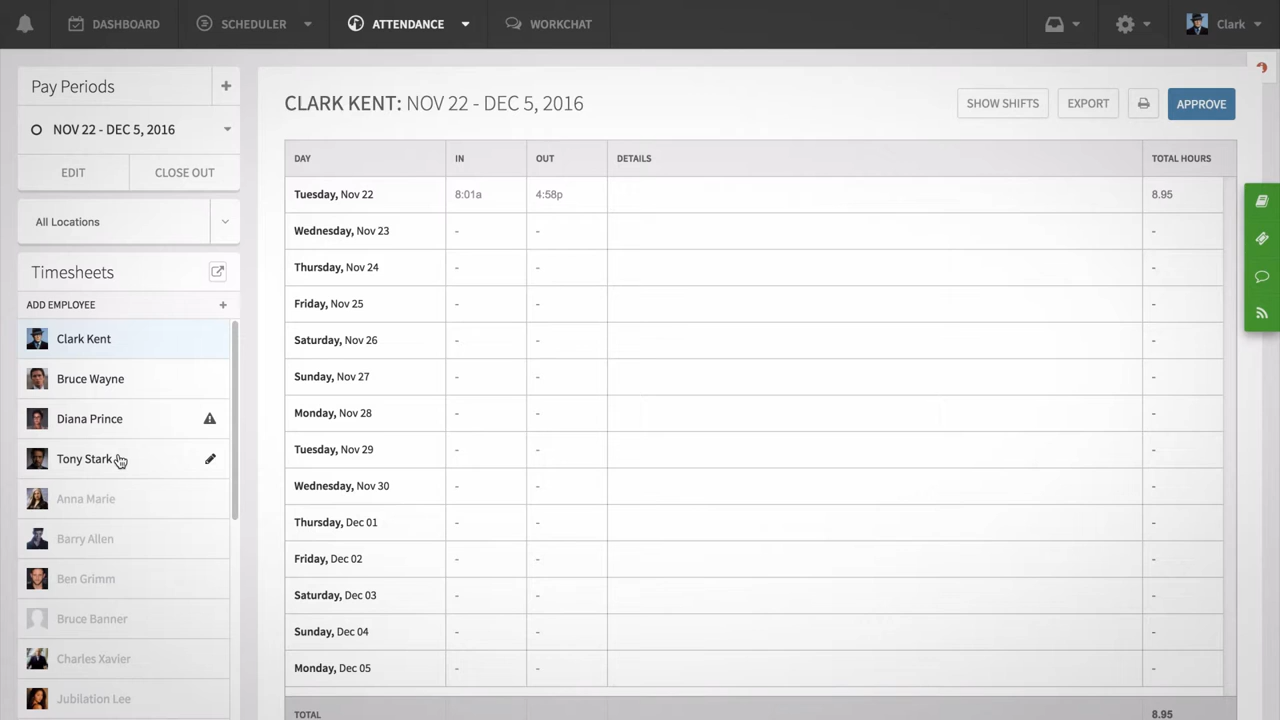 DASHBOARD SCHEDULER ATTENDANCE WORKCHAT Clark
Pay Periods +
NOV 22 - DEC 5, 2016
EDIT CLOSE OUT
All Locations
Timesheets
ADD EMPLOYEE +
Clark Kent
Bruce Wayne
Diana Prince
Tony Stark
Anna Marie
Barry Allen
Ben Grimm
Bruce Banner
Charles Xavier
Jubilation Lee
CLARK KENT: NOV 22 - DEC 5, 2016 SHOW SHIFTS EXPORT APPROVE
DAY IN OUT DETAILS TOTAL HOURS
Tuesday, Nov 22 8:01a 4:58p 8.95
Wednesday, Nov 23 - - -
Thursday, Nov 24 - - -
Friday, Nov 25 - - -
Saturday, Nov 26 - - -
Sunday, Nov 27 - - -
Monday, Nov 28 - - -
Tuesday, Nov 29 - - -
Wednesday, Nov 30 - - -
Thursday, Dec 01 - - -
Friday, Dec 02 - - -
Saturday, Dec 03 - - -
Sunday, Dec 04 - - -
Monday, Dec 05 - - -
TOTAL 8.95